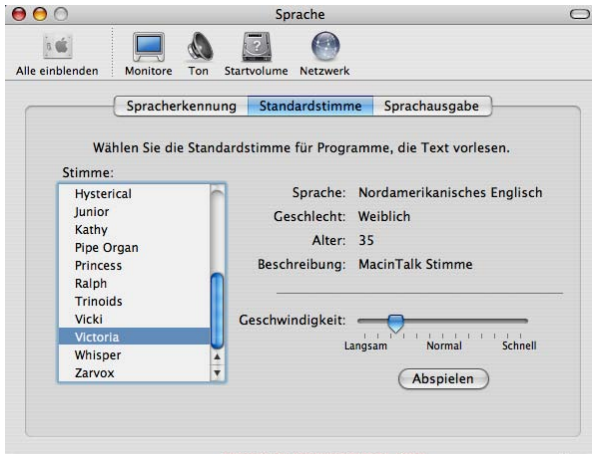 Sprache
Alle einblenden Monitore Ton Startvolume Netzwerk
Spracherkennung Standardstimme Sprachausgabe
Wählen Sie die Standardstimme für Programme, die Text vorlesen.
Stimme:
Hysterical
Junior
Kathy
Pipe Organ
Princess
Ralph
Trinoids
Vicki
Victoria
Whisper
Zarvox
Sprache: Nordamerikanisches Englisch
Geschlecht: Weiblich
Alter: 35
Beschreibung: MacinTalk Stimme
Geschwindigkeit:
Langsam Normal Schnell
Abspielen